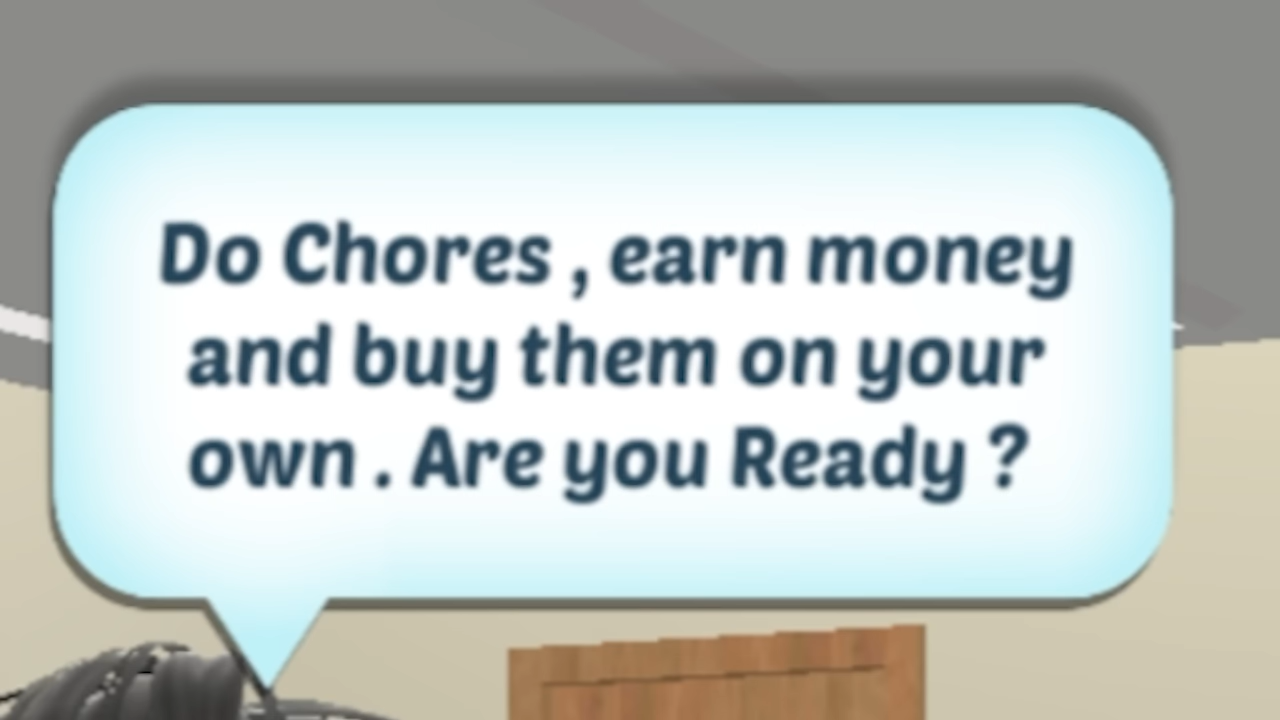 Do Chores , earn money
and buy them on your
own . Are you Ready ?